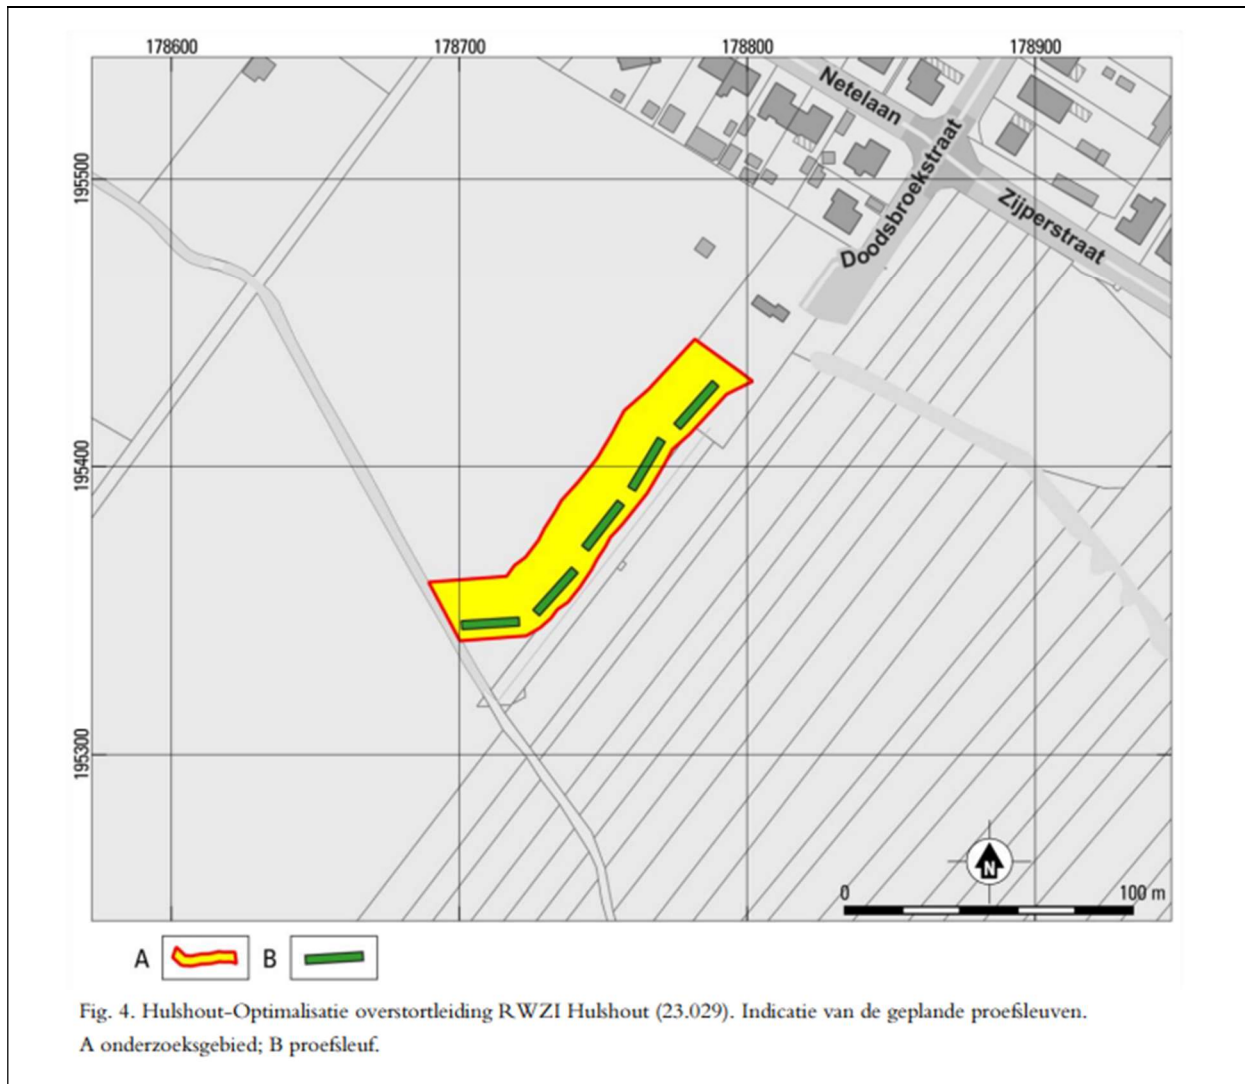 178600
178700
178800
178900
195500
195400
195300
Netelaan
Doodsbroekstraat
Zijperstraat
N
0
100 m
A
B
Fig. 4. Hulshout-Optimalisatie overstortleiding RWZI Hulshout (23.029). Indicatie van de geplande proefsleuven.
A onderzoeksgebied; B proefsleuf.